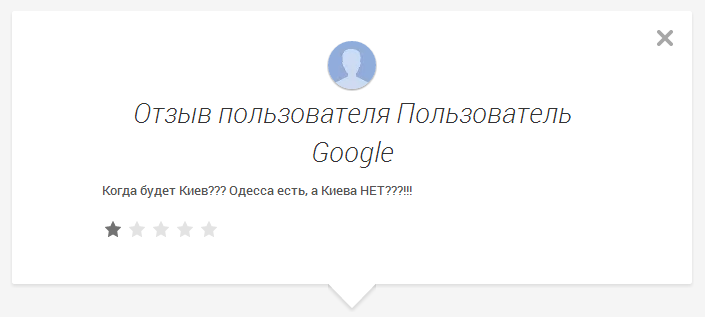 Отзыв пользователя Пользователь
Google
Когда будет Киев??? Одесса есть, а Киева НЕТ???!!!